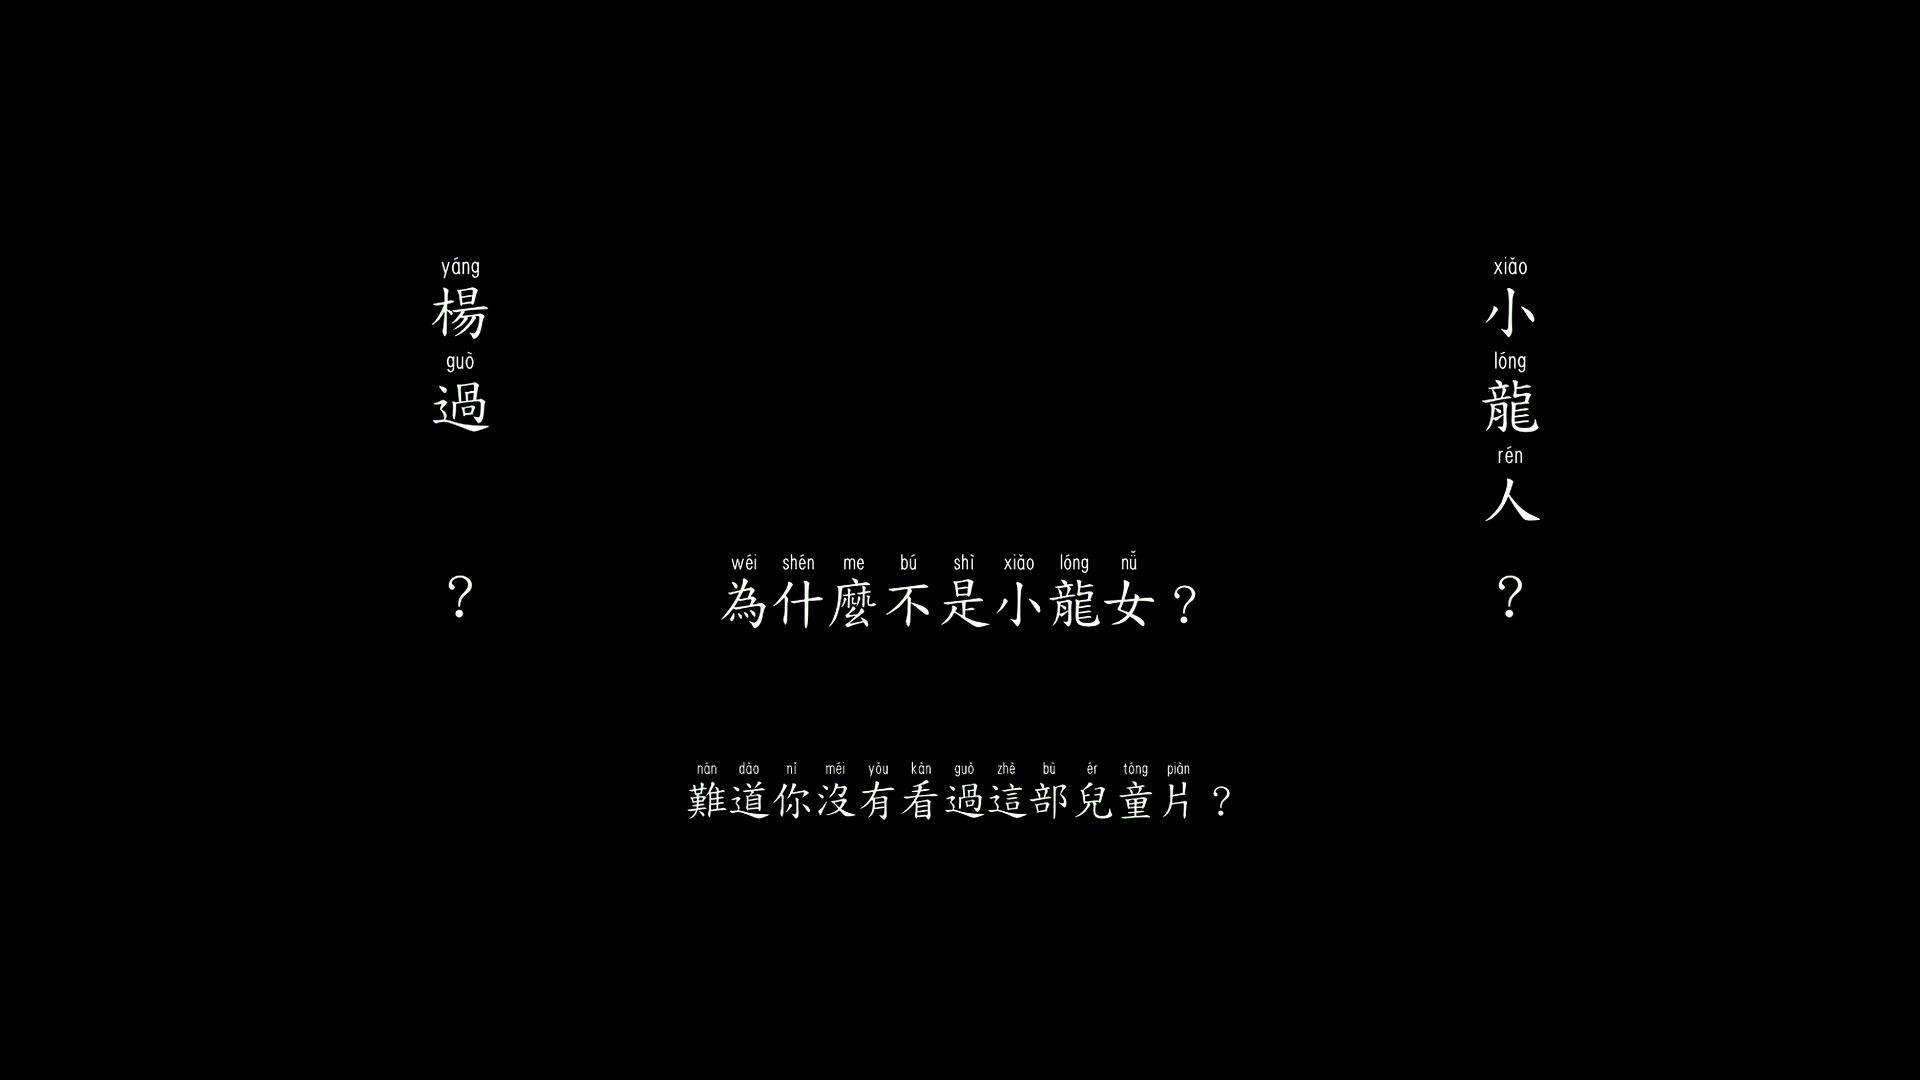 yáng
楊
guò
過
？
xiǎo
小
lóng
龍
rén
人
？
wéi shén me bú shì xiǎo lóng nǚ
為什麼不是小龍女？
nán dào nǐ méi yǒu kàn guò zhè bù ér tóng piàn
難道你沒有看過這部兒童片？